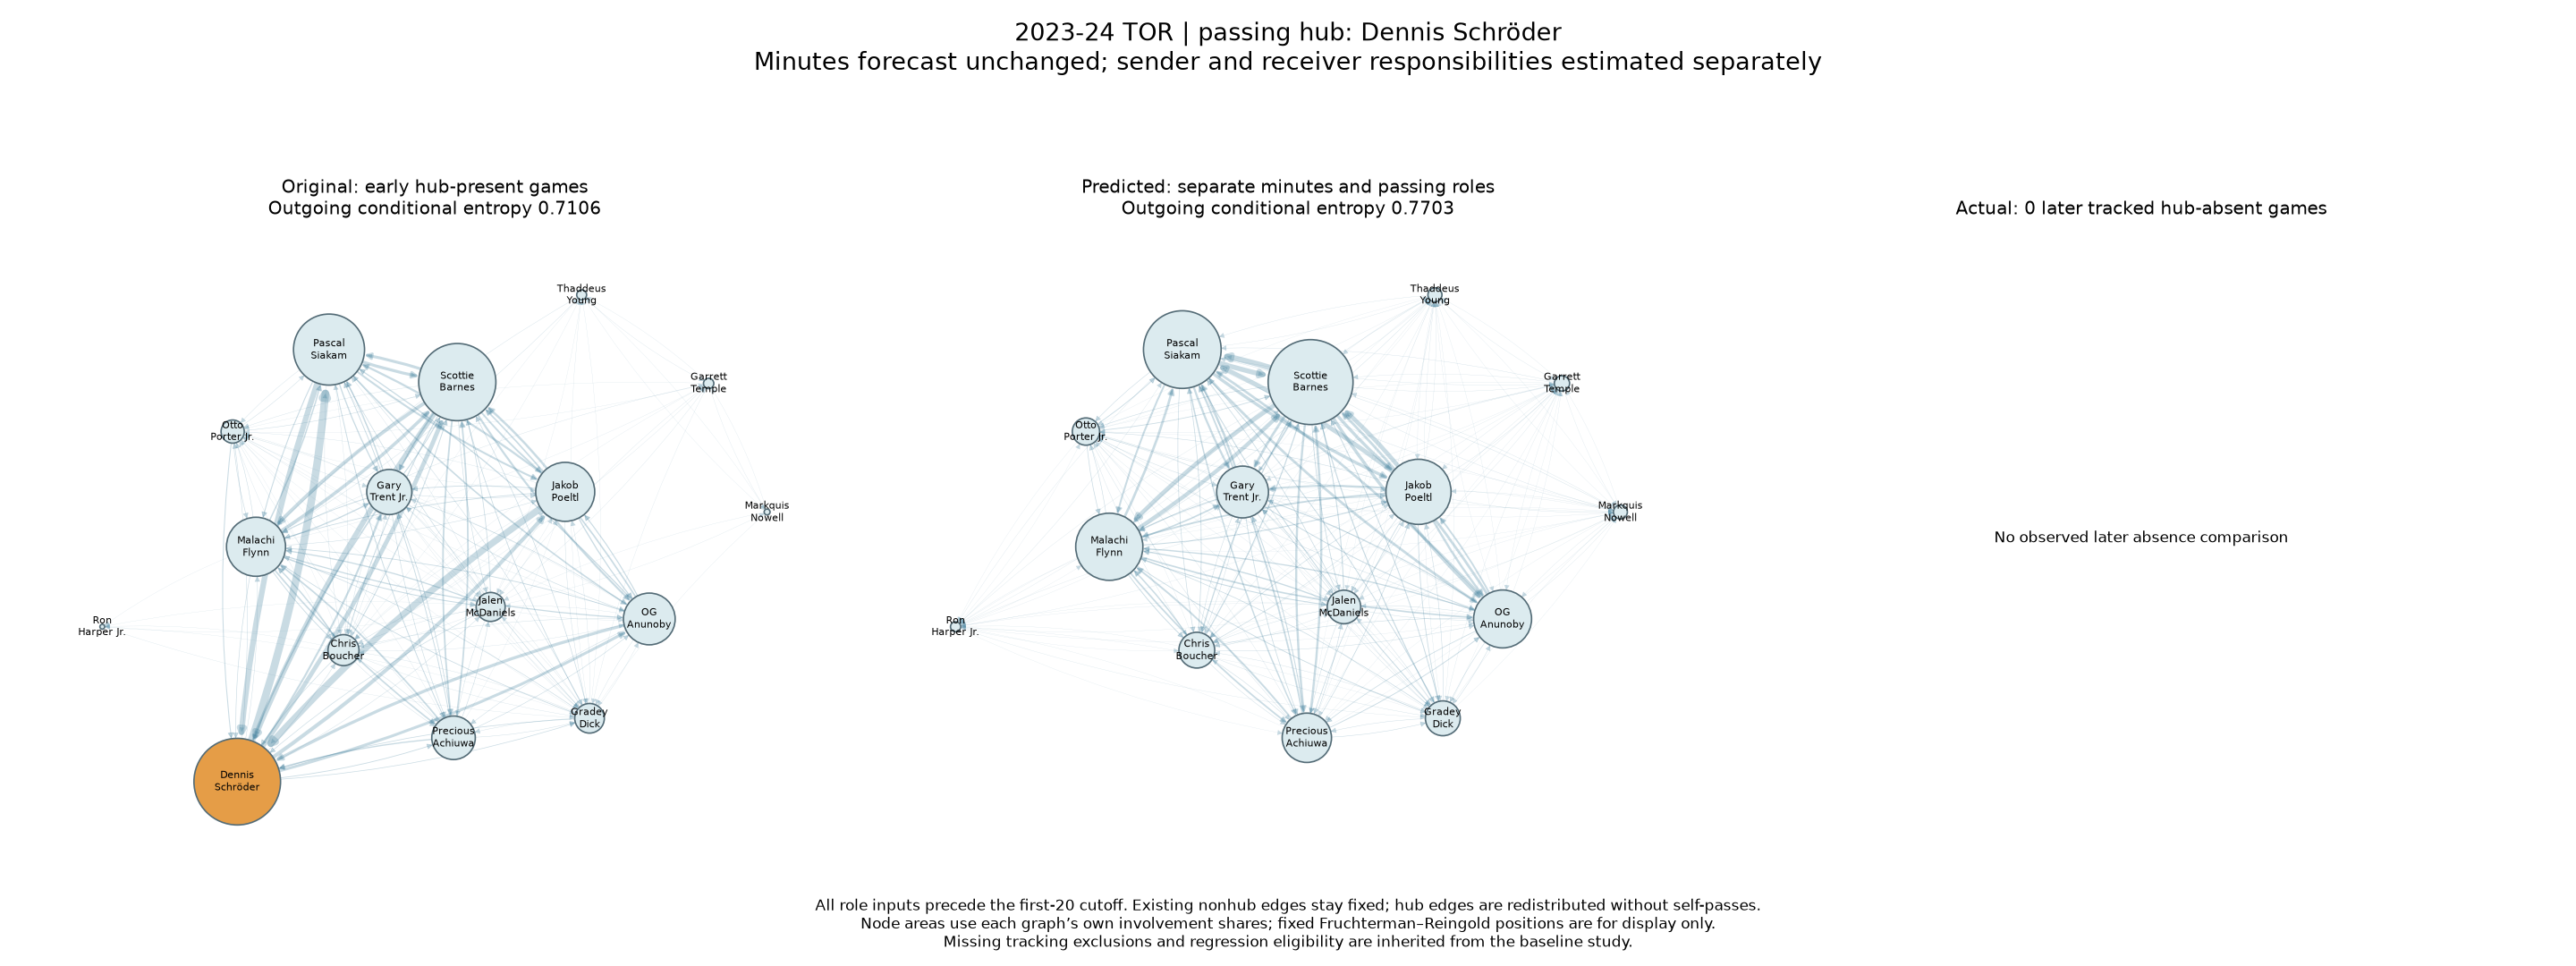 2023-24 TOR | passing hub: Dennis Schröder
Minutes forecast unchanged; sender and receiver responsibilities estimated separately
Original: early hub-present games
Outgoing conditional entropy 0.7106
Thaddeus
Young
Pascal
Siakam
Scottie
Barnes
Garrett
Temple
Otto
Porter Jr.
Gary
Trent Jr.
Jakob
Poeltl
Markquis
Nowell
Malachi
Flynn
Jalen
McDaniels
OG
Anunoby
Ron
Harper Jr.
Chris
Boucher
Gradey
Dick
Precious
Achiuwa
Dennis
Schröder
Predicted: separate minutes and passing roles
Outgoing conditional entropy 0.7703
Thaddeus
Young
Pascal
Siakam
Scottie
Barnes
Garrett
Temple
Otto
Porter Jr.
Gary
Trent Jr.
Jakob
Poeltl
Markquis
Nowell
Malachi
Flynn
Jalen
McDaniels
OG
Anunoby
Ron
Harper Jr.
Chris
Boucher
Gradey
Dick
Precious
Achiuwa
Actual: 0 later tracked hub-absent games
No observed later absence comparison
All role inputs precede the first-20 cutoff. Existing nonhub edges stay fixed; hub edges are redistributed without self-passes.
Node areas use each graph’s own involvement shares; fixed Fruchterman–Reingold positions are for display only.
Missing tracking exclusions and regression eligibility are inherited from the baseline study.